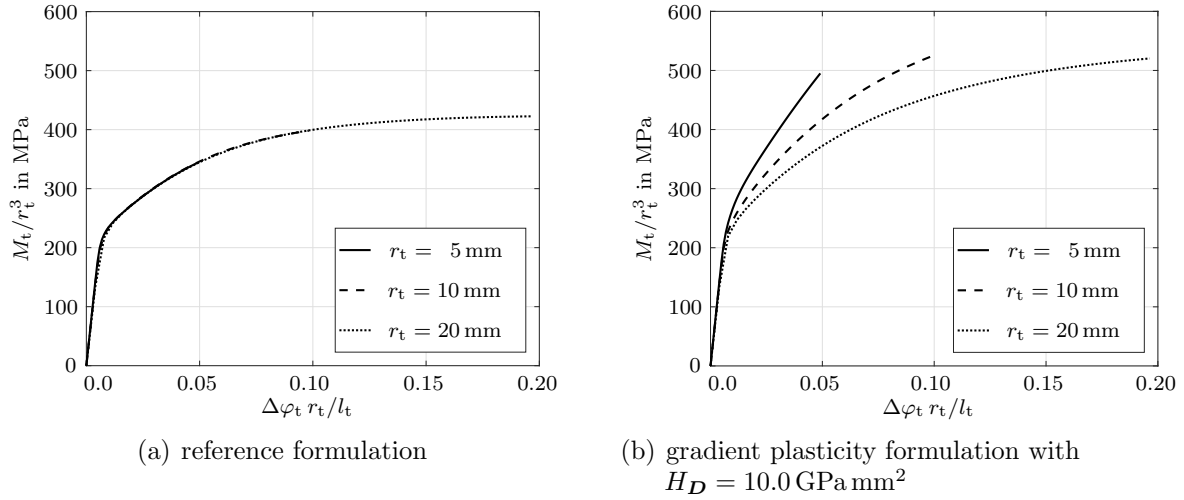 600
500
400
300
200
100
0
0.0 0.05 0.10 0.15 0.20
M_t/r_t^3 in MPa
Δφ_t r_t/l_t
r_t = 5 mm
r_t = 10 mm
r_t = 20 mm
(a) reference formulation
600
500
400
300
200
100
0
0.0 0.05 0.10 0.15 0.20
M_t/r_t^3 in MPa
Δφ_t r_t/l_t
r_t = 5 mm
r_t = 10 mm
r_t = 20 mm
(b) gradient plasticity formulation with
H_D = 10.0 GPa mm²